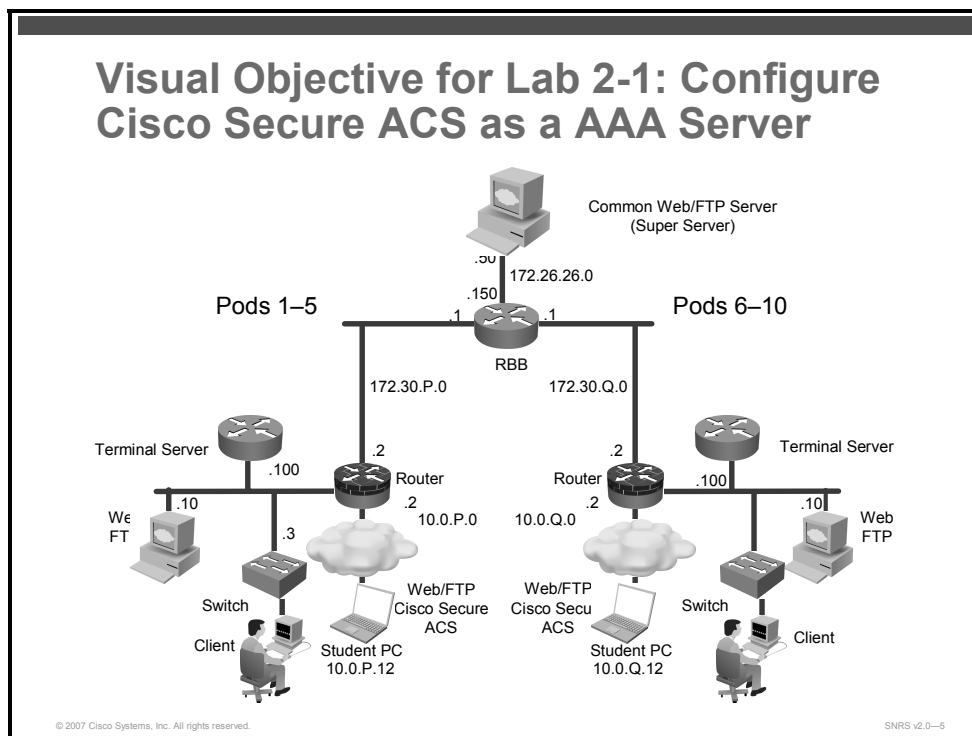 Visual Objective for Lab 2-1: Configure
Cisco Secure ACS as a AAA Server
Common Web/FTP Server
(Super Server)
.50
172.26.26.0
.150
Pods 1–5
Pods 6–10
.1
.1
RBB
172.30.P.0
172.30.Q.0
Terminal Server
Terminal Server
.2
.2
.100
Router
Router
.100
.10
.2
10.0.P.0
10.0.Q.0
.2
.10
We
FT
.3
Web
FTP
Web/FTP
Cisco Secure
ACS
Web/FTP
Cisco Secu
ACS
Switch
Switch
Client
Client
Student PC
10.0.P.12
Student PC
10.0.Q.12
© 2007 Cisco Systems, Inc. All rights reserved.
SNRS v2.0—5